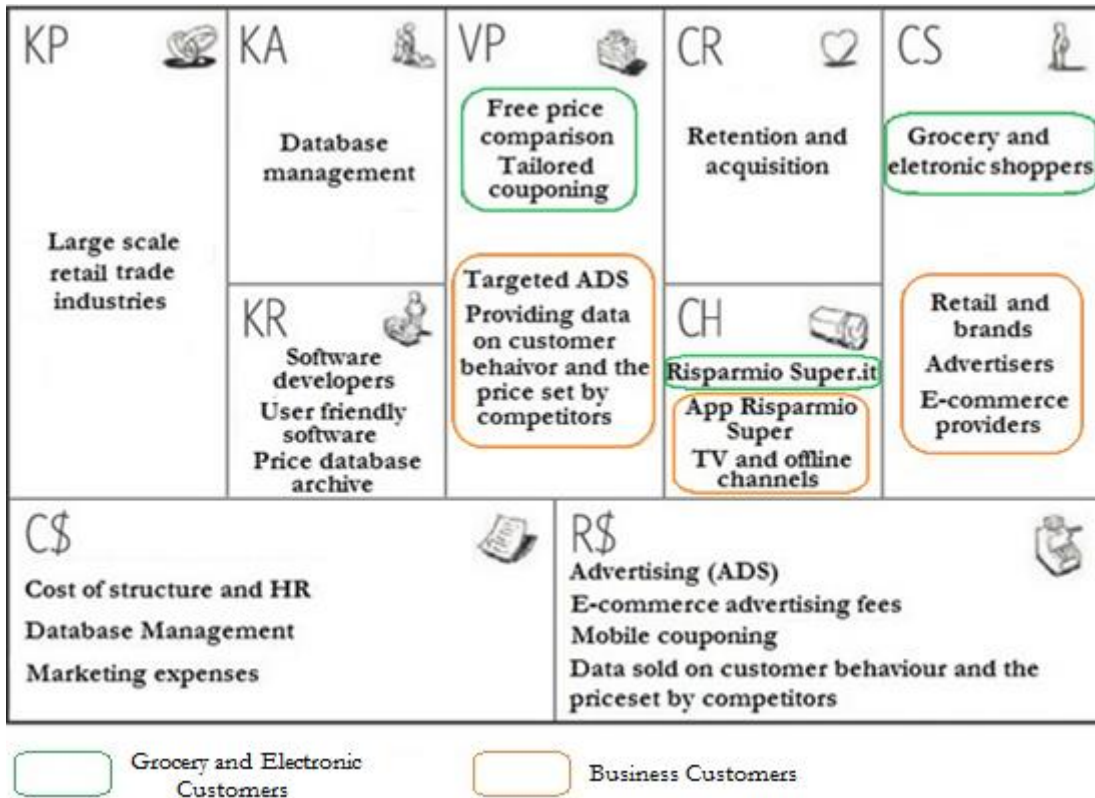 KP
Large scale
retail trade
industries
KA
Database
management
KR
Software
developers
User friendly
software
Price database
archive
VP
Free price
comparison
Tailored
couponing
Targeted ADS
Providing data
on customer
behaivor and the
price set by
competitors
CR
Retention and
acquisition
CH
Risparmio Super.it
App Risparmio
Super
TV and offline
channels
CS
Grocery and
eletronic shoppers
Retail and
brands
Advertisers
E-commerce
providers
C$
Cost of structure and HR
Database Management
Marketing expenses
R$
Advertising (ADS)
E-commerce advertising fees
Mobile couponing
Data sold on customer behaviour and the
priceset by competitors
Grocery and Electronic
Customers
Business Customers